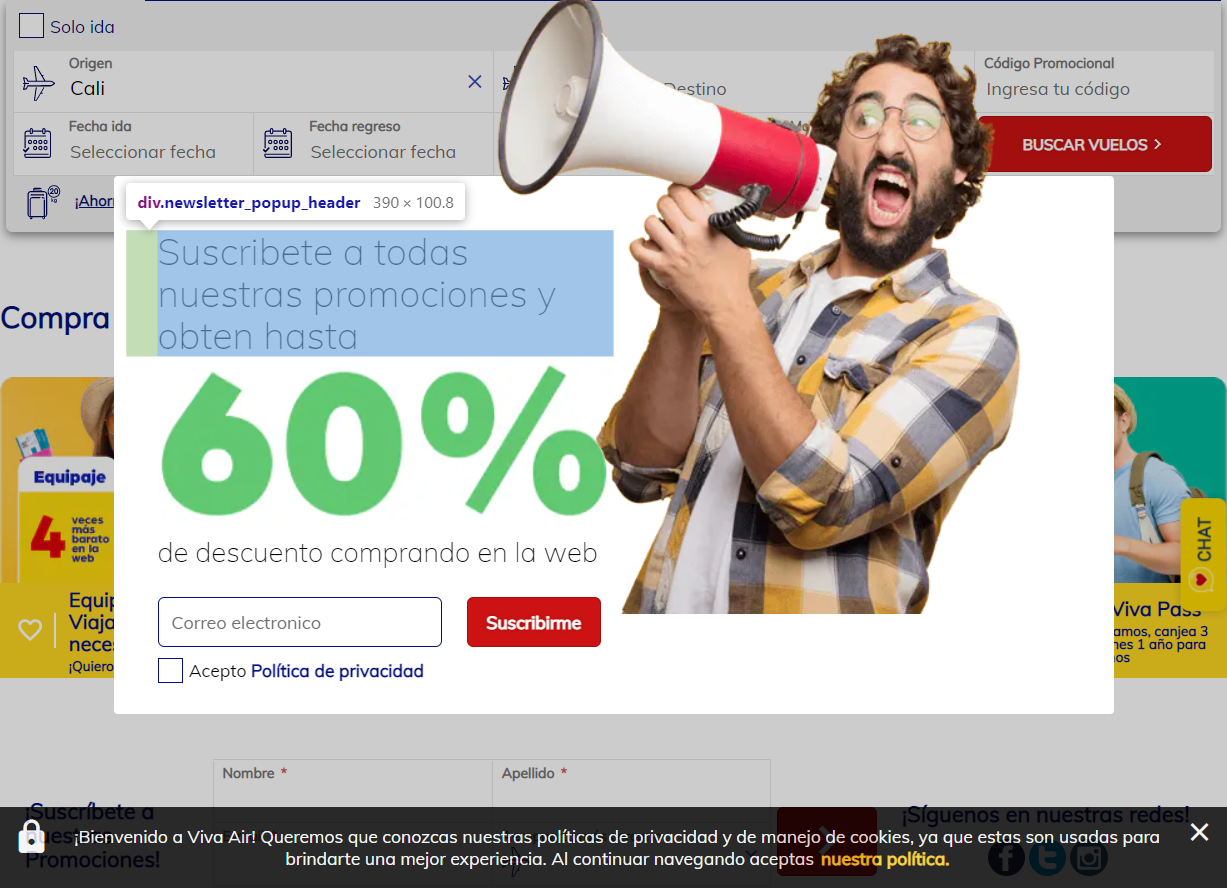 Solo ida
Origen
Cali
Destino
Código Promocional
Ingresa tu código
Fecha ida
Seleccionar fecha
Fecha regreso
Seleccionar fecha
BUSCAR VUELOS
20
¡Ahorr
div.newsletter_popup_header 390 × 100.8
Suscribete a todas
nuestras promociones y
obten hasta
60%
de descuento comprando en la web
Correo electronico
Suscribirme
Acepto Política de privacidad
Compra
Equipaje
4 veces
más
barato
en la
web
Equip
Viaja
neces
¡Quiero
CHAT
Viva Pass
amos, canjea 3
nes 1 año para
nos
Nombre *
Apellido *
¡Suscríbete a
nuestras
Promociones!
¡Síguenos en nuestras redes!
¡Bienvenido a Viva Air! Queremos que conozcas nuestras políticas de privacidad y de manejo de cookies, ya que estas son usadas para
brindarte una mejor experiencia. Al continuar navegando aceptas nuestra política.